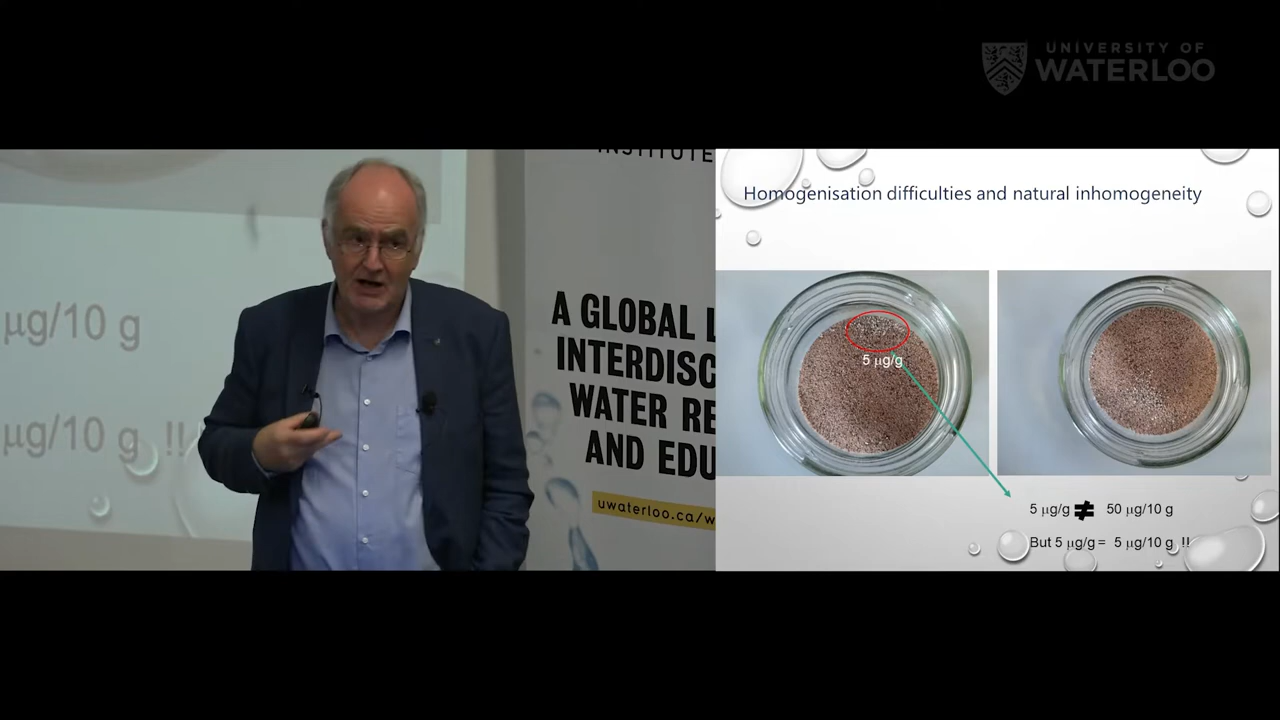 UNIVERSITY OF
WATERLOO
µg/10 g
µg/10 g !!
INSTITUTE
A GLOBAL L
INTERDISC
WATER RE
AND EDU
uwaterloo.ca/w
Homogenisation difficulties and natural inhomogeneity
5 µg/g
5 µg/g ≠ 50 µg/10 g
But 5 µg/g = 5 µg/10 g !!